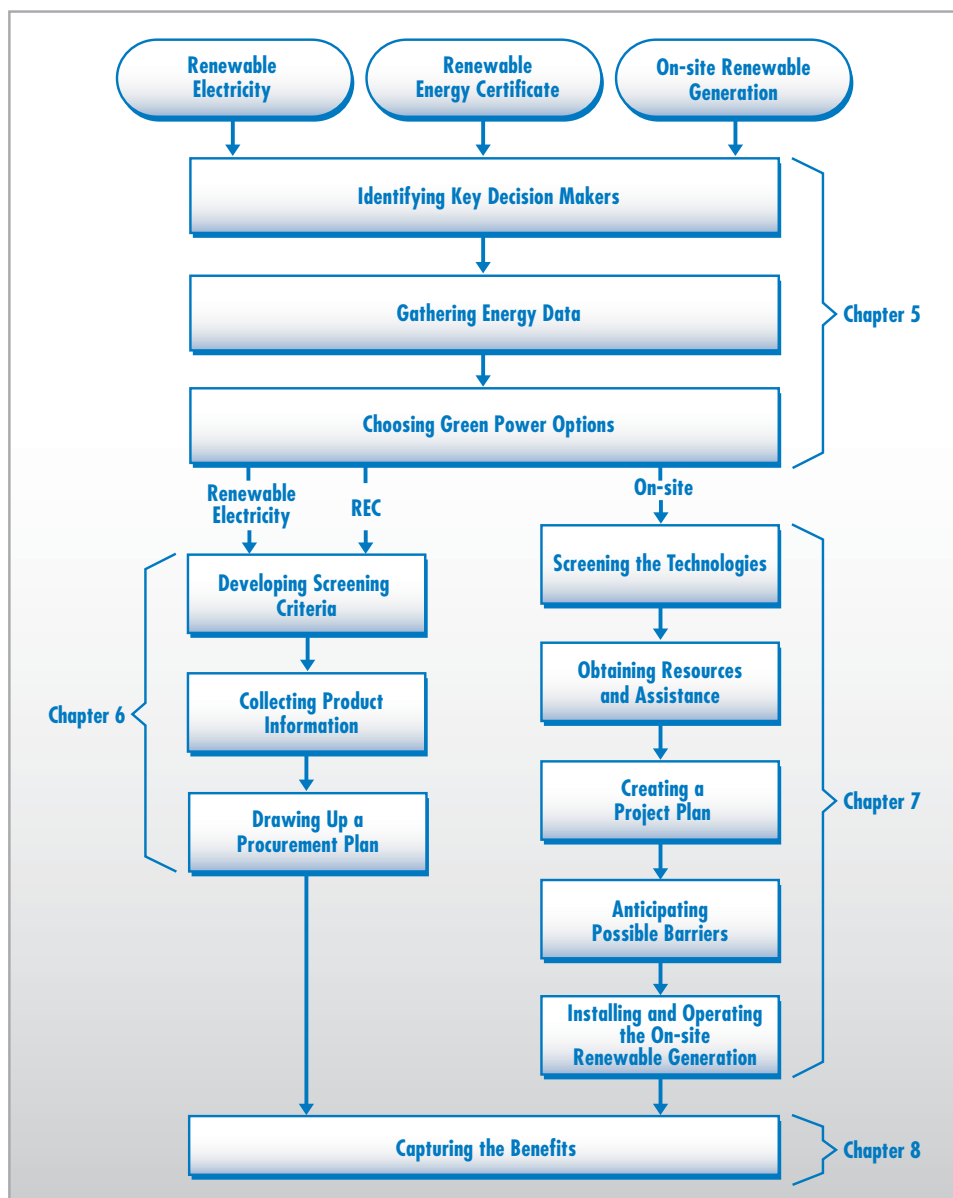 Renewable
Electricity
Renewable
Energy Certificate
On-site Renewable
Generation
Identifying Key Decision Makers
Gathering Energy Data
Chapter 5
Choosing Green Power Options
Renewable
Electricity
REC
On-site
Developing Screening
Criteria
Collecting Product
Information
Chapter 6
Drawing Up a
Procurement Plan
Screening the Technologies
Obtaining Resources
and Assistance
Creating a
Project Plan
Chapter 7
Anticipating
Possible Barriers
Installing and Operating
the On-site
Renewable Generation
Capturing the Benefits
Chapter 8